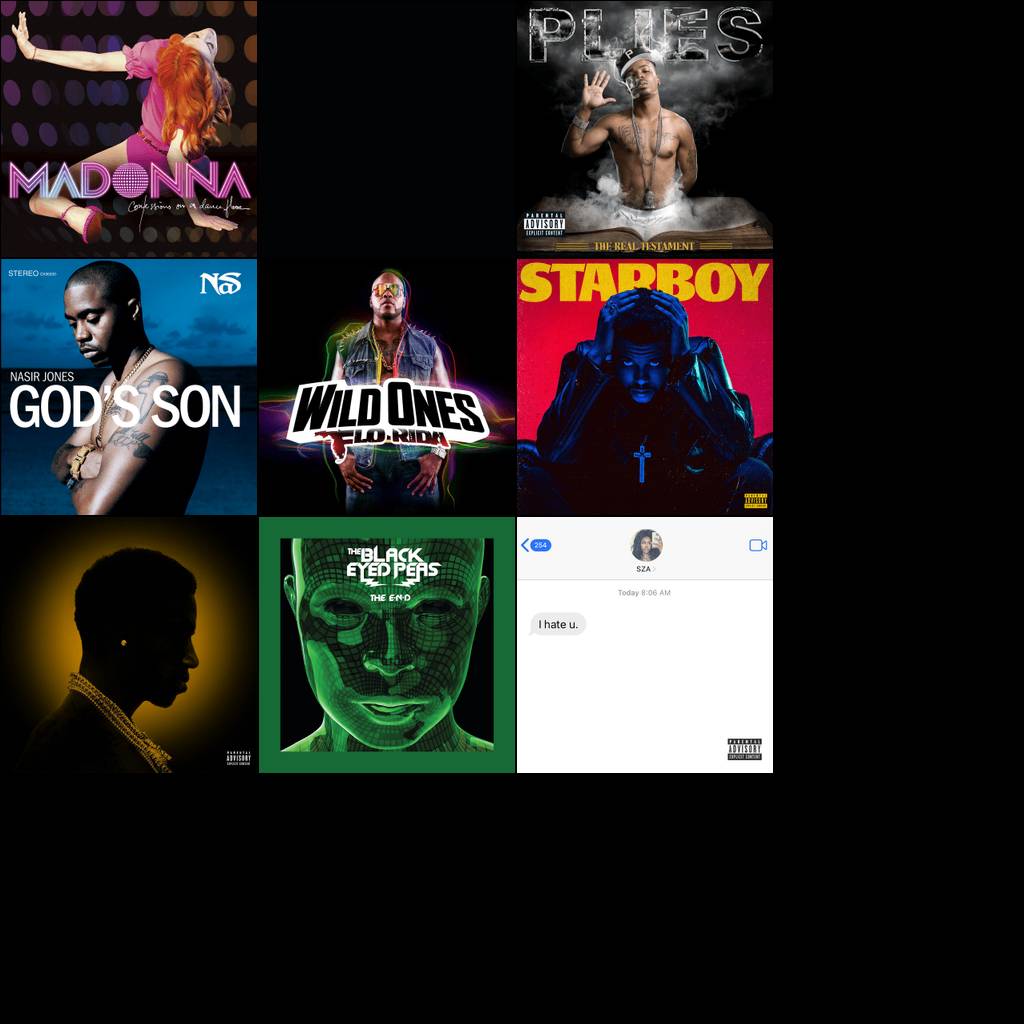 MADONNA
Confessions on a dance floor
PLIES
PARENTAL
ADVISORY
EXPLICIT CONTENT
THE REAL TESTAMENT
STEREO
NaS
NASIR JONES
GOD'S SON
WILD ONES
FLO-RIDA
STARBOY
PARENTAL
ADVISORY
EXPLICIT CONTENT
PARENTAL
ADVISORY
EXPLICIT CONTENT
THE BLACK
EYED PEAS
THE E·N·D
254
SZA
Today 8:06 AM
I hate u.
PARENTAL
ADVISORY
EXPLICIT CONTENT